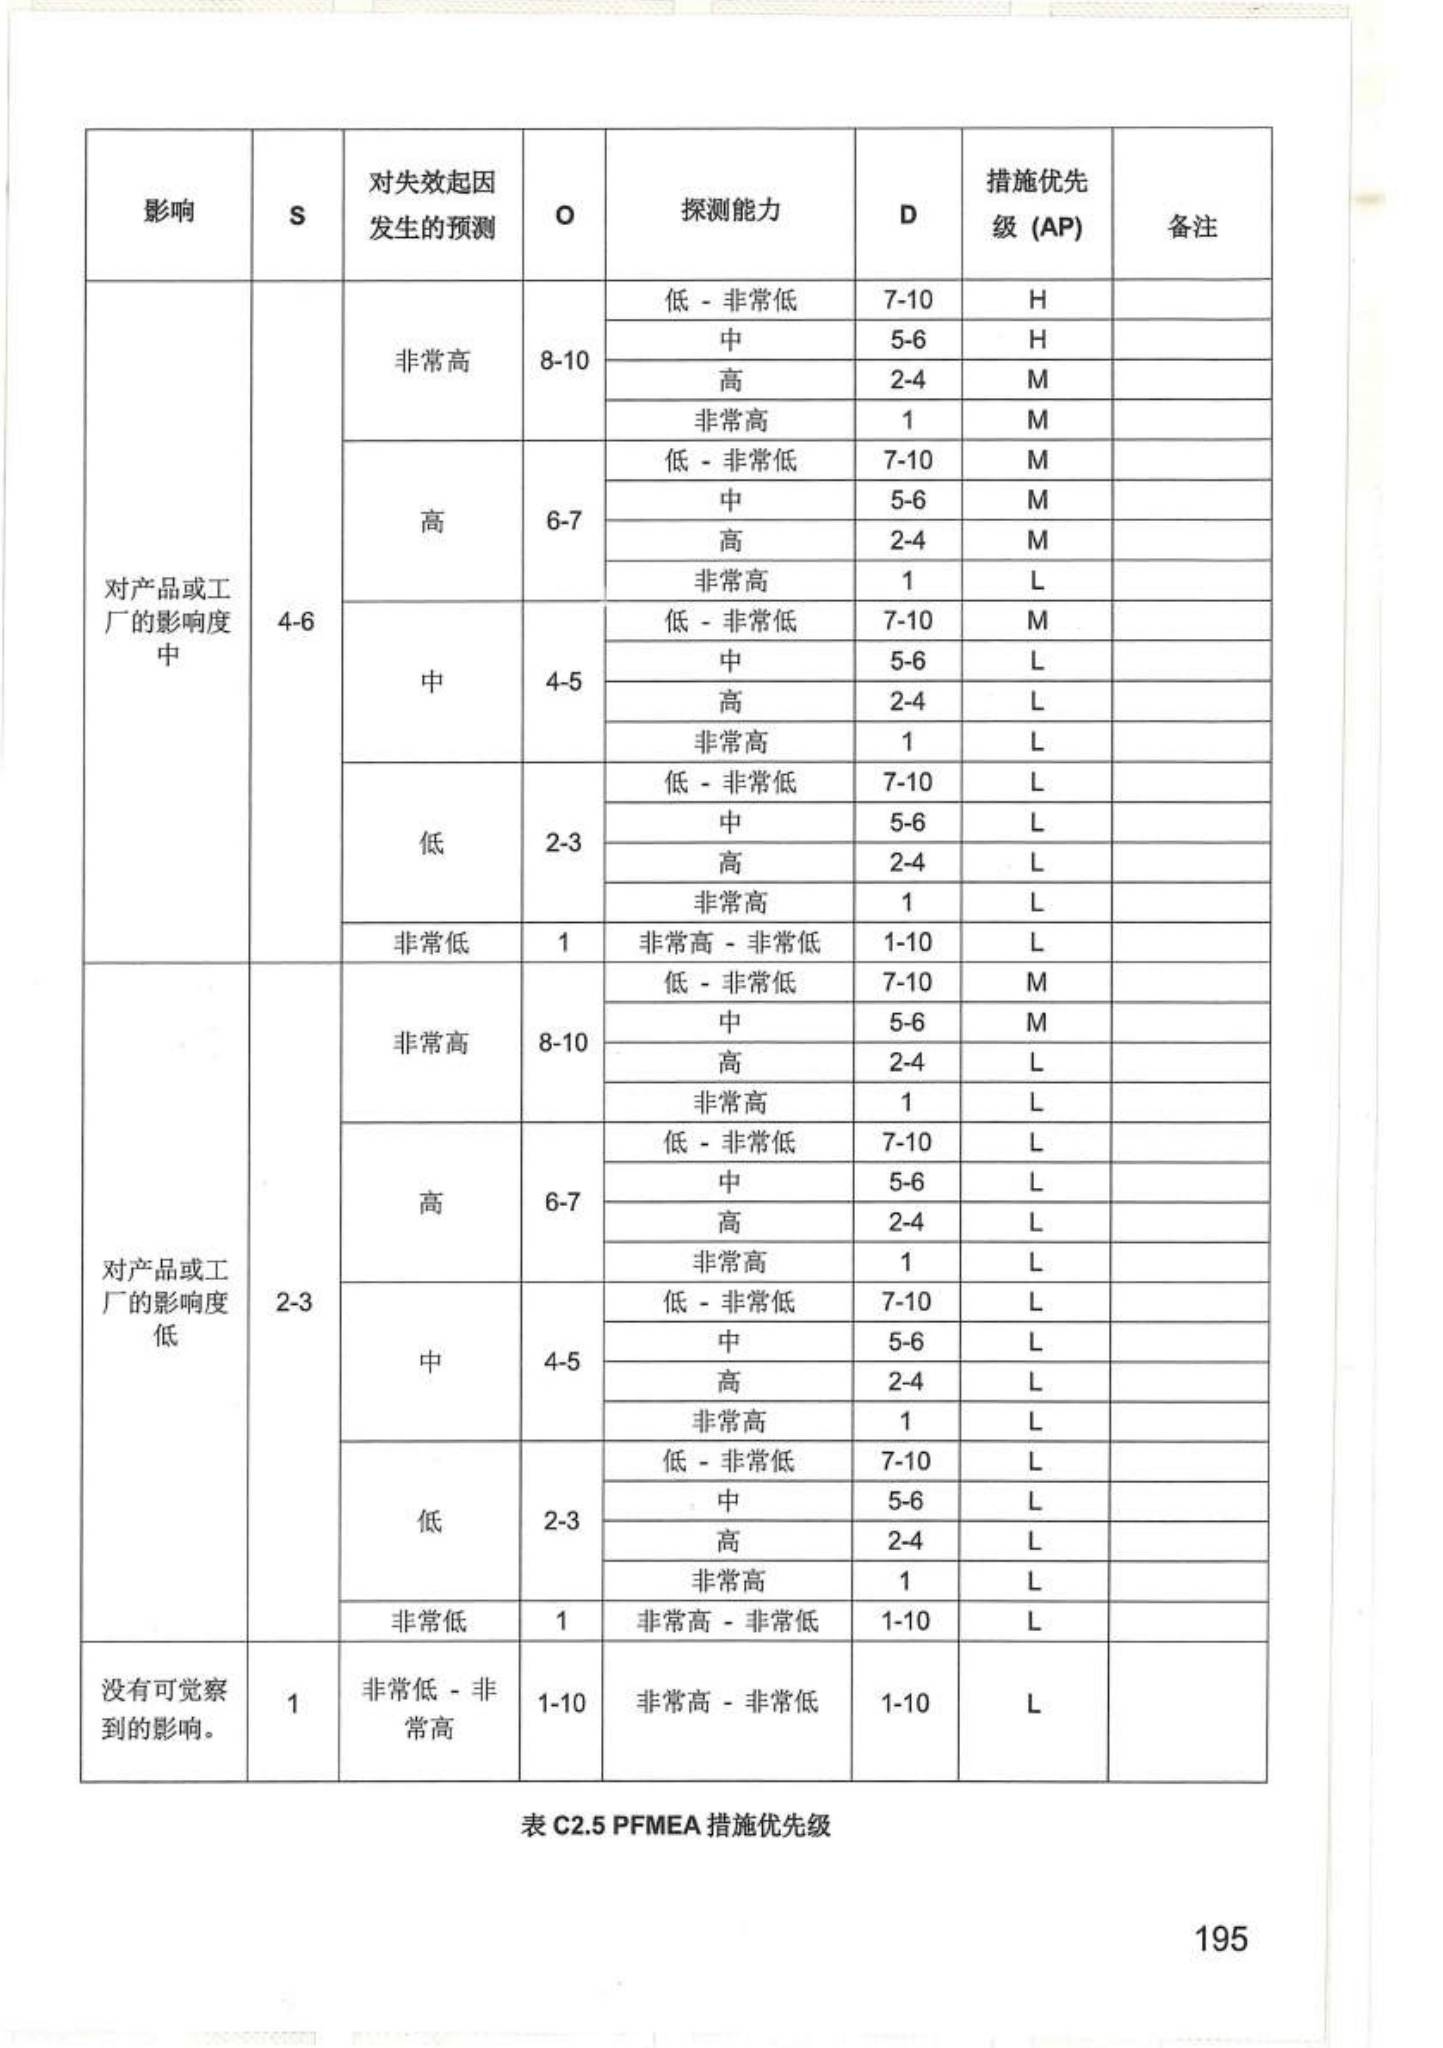 影响 S 对失效起因发生的预测 O 探测能力 D 措施优先级 (AP) 备注
对产品或工厂的影响度中 4-6 非常高 8-10 低 - 非常低 7-10 H
中 5-6 H
高 2-4 M
非常高 1 M
高 6-7 低 - 非常低 7-10 M
中 5-6 M
高 2-4 M
非常高 1 L
中 4-5 低 - 非常低 7-10 M
中 5-6 L
高 2-4 L
非常高 1 L
低 2-3 低 - 非常低 7-10 L
中 5-6 L
高 2-4 L
非常高 1 L
非常低 1 非常高 - 非常低 1-10 L
对产品或工厂的影响度低 2-3 非常高 8-10 低 - 非常低 7-10 M
中 5-6 M
高 2-4 L
非常高 1 L
高 6-7 低 - 非常低 7-10 L
中 5-6 L
高 2-4 L
非常高 1 L
中 4-5 低 - 非常低 7-10 L
中 5-6 L
高 2-4 L
非常高 1 L
低 2-3 低 - 非常低 7-10 L
中 5-6 L
高 2-4 L
非常高 1 L
非常低 1 非常高 - 非常低 1-10 L
没有可觉察到的影响。 1 非常低 - 非常高 1-10 非常高 - 非常低 1-10 L
表 C2.5 PFMEA 措施优先级
195